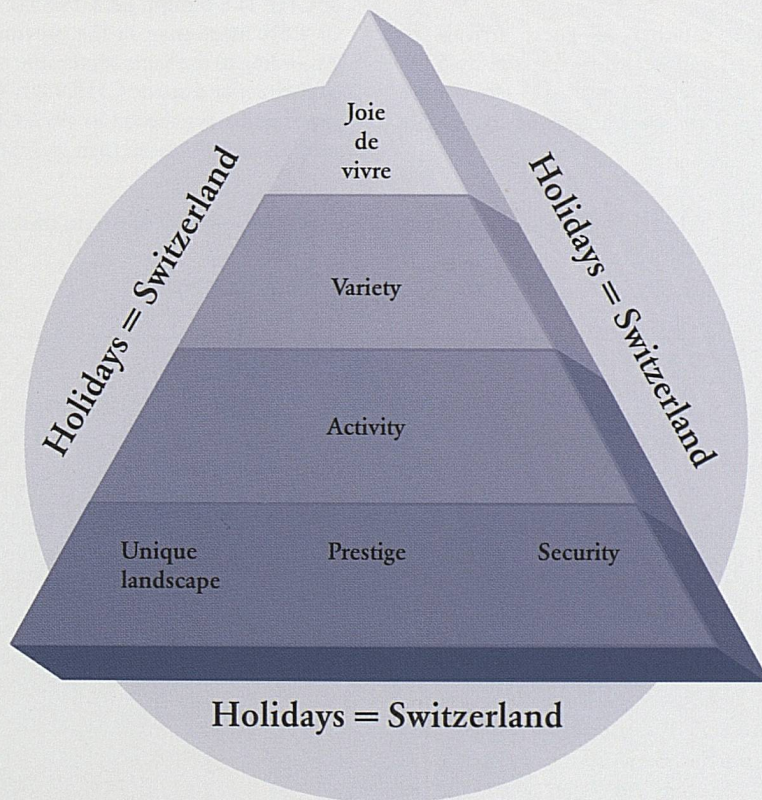 Joie
de
vivre
Holidays = Switzerland
Holidays = Switzerland
Variety
Activity
Unique
landscape
Prestige
Security
Holidays = Switzerland